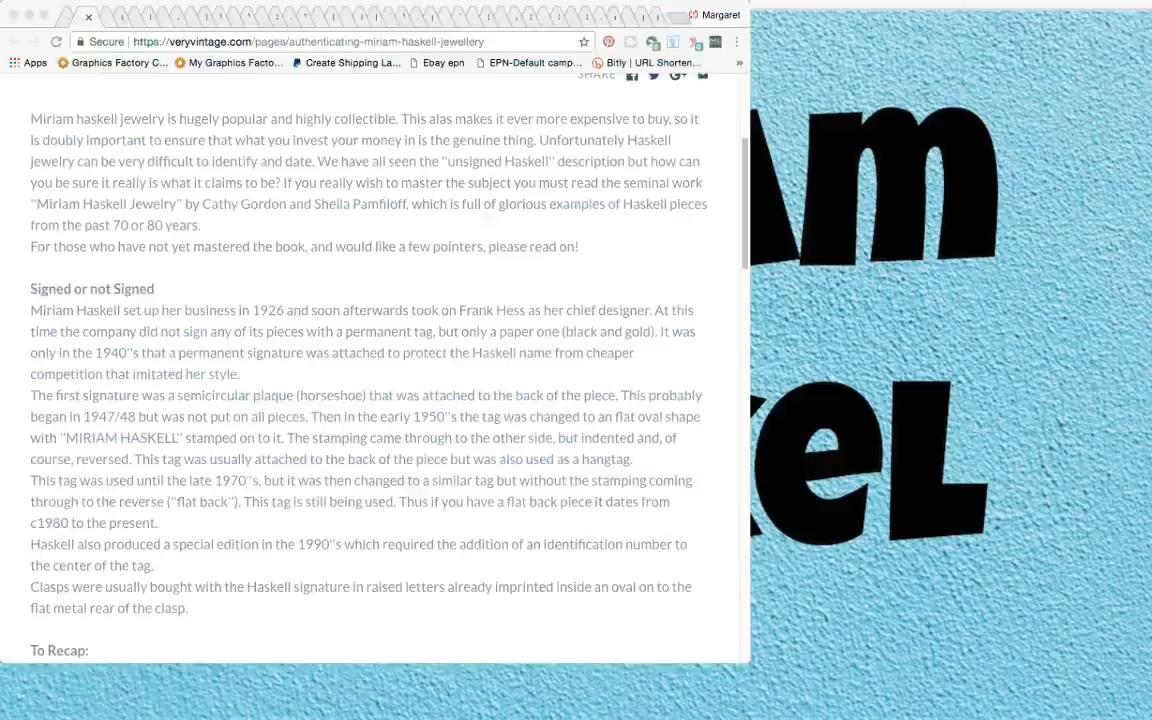 Margaret
Secure https://veryvintage.com/pages/authenticating-miriam-haskell-jewellery
Apps Graphics Factory C... My Graphics Facto... Create Shipping La... Ebay epn EPN-Default camp... Bitly | URL Shorten... »
SHARE
Miriam haskell jewelry is hugely popular and highly collectible. This alas makes it ever more expensive to buy, so it
is doubly important to ensure that what you invest your money in is the genuine thing. Unfortunately Haskell
jewelry can be very difficult to identify and date. We have all seen the "unsigned Haskell" description but how can
you be sure it really is what it claims to be? If you really wish to master the subject you must read the seminal work
"Miriam Haskell Jewelry" by Cathy Gordon and Shella Pamfiloff, which is full of glorious examples of Haskell pieces
from the past 70 or 80 years.
For those who have not yet mastered the book, and would like a few pointers, please read on!
Signed or not Signed
Miriam Haskell set up her business in 1926 and soon afterwards took on Frank Hess as her chief designer. At this
time the company did not sign any of its pieces with a permanent tag, but only a paper one (black and gold). It was
only in the 1940''s that a permanent signature was attached to protect the Haskell name from cheaper
competition that imitated her style.
The first signature was a semicircular plaque (horseshoe) that was attached to the back of the piece. This probably
began in 1947/48 but was not put on all pieces. Then in the early 1950''s the tag was changed to an flat oval shape
with "MIRIAM HASKELL" stamped on to it. The stamping came through to the other side, but indented and, of
course, reversed. This tag was usually attached to the back of the piece but was also used as a hangtag.
This tag was used until the late 1970''s, but it was then changed to a similar tag but without the stamping coming
through to the reverse ("flat back"). This tag is still being used. Thus if you have a flat back piece it dates from
c1980 to the present.
Haskell also produced a special edition in the 1990''s which required the addition of an identification number to
the center of the tag.
Clasps were usually bought with the Haskell signature in raised letters already imprinted inside an oval on to the
flat metal rear of the clasp.
To Recap:
Am
keL